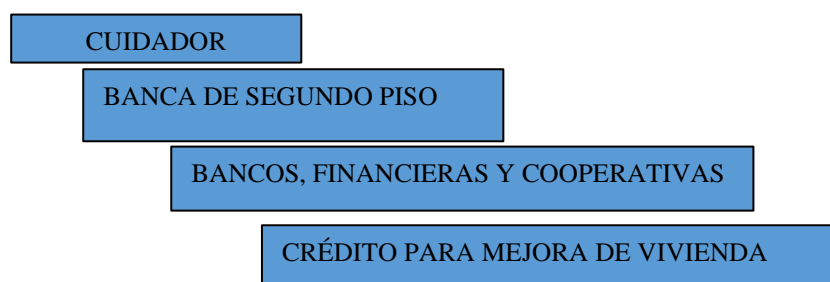 CUIDADOR
BANCA DE SEGUNDO PISO
BANCOS, FINANCIERAS Y COOPERATIVAS
CRÉDITO PARA MEJORA DE VIVIENDA